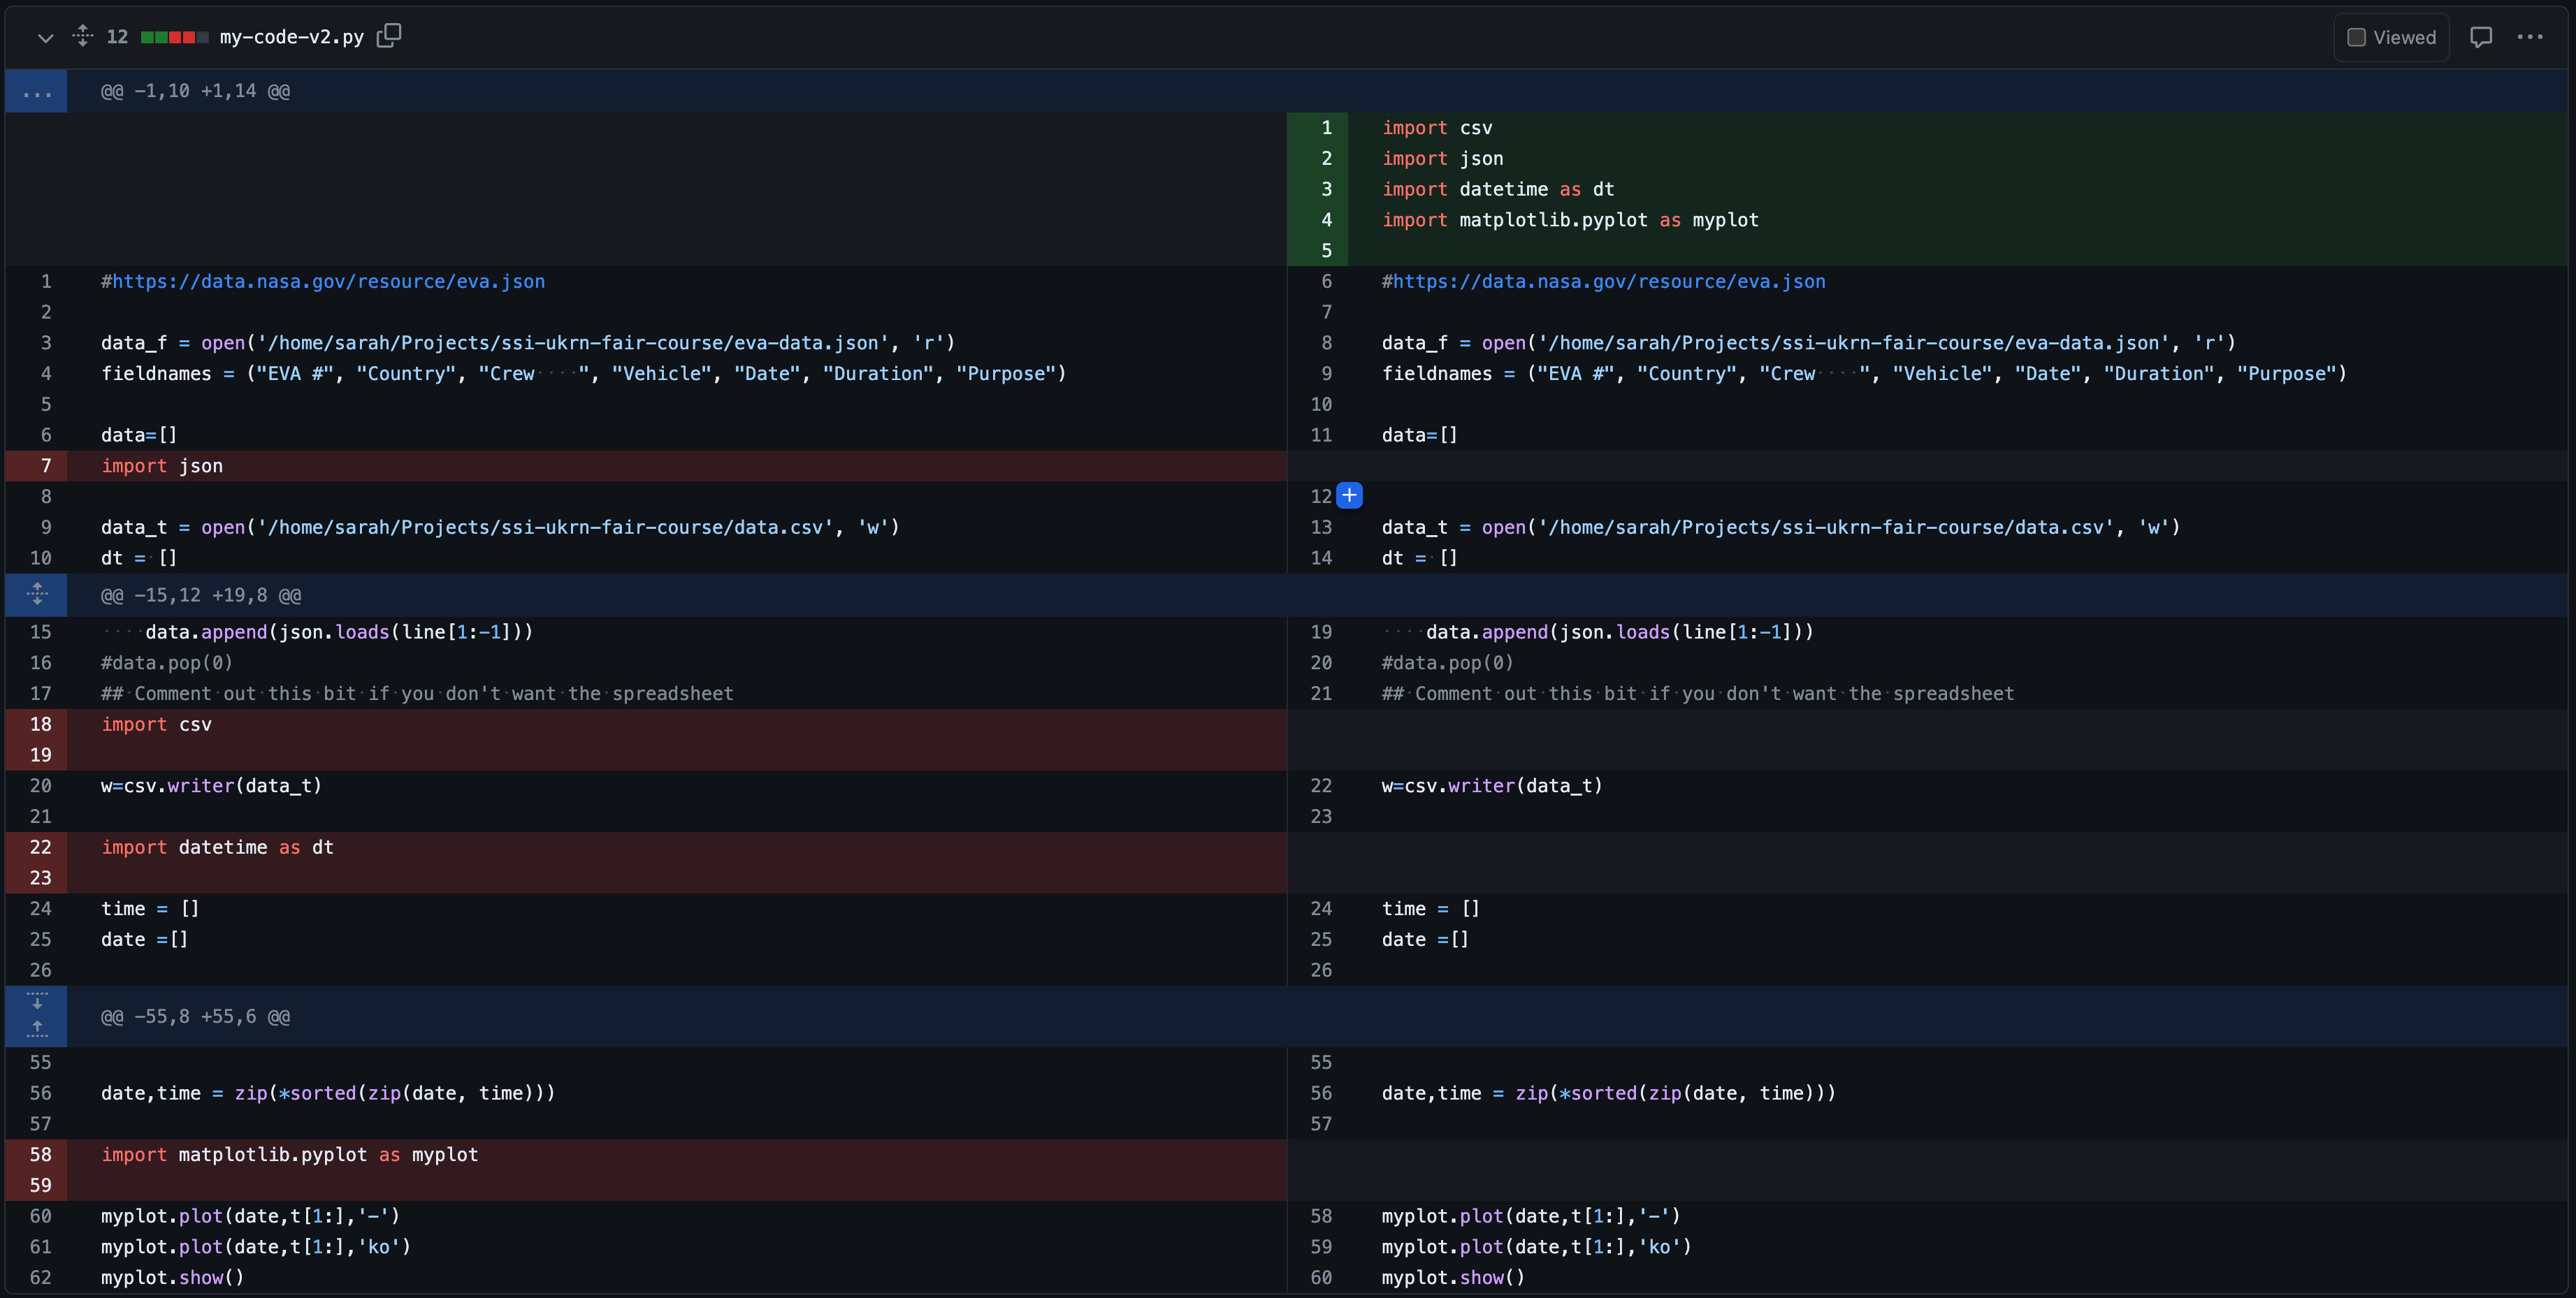 12 my-code-v2.py Viewed
@@ -1,10 +1,14 @@
1 import csv
2 import json
3 import datetime as dt
4 import matplotlib.pyplot as myplot
5
1 #https://data.nasa.gov/resource/eva.json 6 #https://data.nasa.gov/resource/eva.json
2 7
3 data_f = open('/home/sarah/Projects/ssi-ukrn-fair-course/eva-data.json', 'r') 8 data_f = open('/home/sarah/Projects/ssi-ukrn-fair-course/eva-data.json', 'r')
4 fieldnames = ("EVA #", "Country", "Crew    ", "Vehicle", "Date", "Duration", "Purpose") 9 fieldnames = ("EVA #", "Country", "Crew    ", "Vehicle", "Date", "Duration", "Purpose")
5 10
6 data=[] 11 data=[]
7 import json
8 12
9 data_t = open('/home/sarah/Projects/ssi-ukrn-fair-course/data.csv', 'w') 13 data_t = open('/home/sarah/Projects/ssi-ukrn-fair-course/data.csv', 'w')
10 dt = [] 14 dt = []
@@ -15,12 +19,8 @@
15     data.append(json.loads(line[1:-1])) 19     data.append(json.loads(line[1:-1]))
16 #data.pop(0) 20 #data.pop(0)
17 ## Comment out this bit if you don't want the spreadsheet 21 ## Comment out this bit if you don't want the spreadsheet
18 import csv
19
20 w=csv.writer(data_t) 22 w=csv.writer(data_t)
21 23
22 import datetime as dt
23
24 time = [] 24 time = []
25 date =[] 25 date =[]
26 26
@@ -55,8 +55,6 @@
55 55
56 date,time = zip(*sorted(zip(date, time))) 56 date,time = zip(*sorted(zip(date, time)))
57 57
58 import matplotlib.pyplot as myplot
59
60 myplot.plot(date,t[1:],'-') 58 myplot.plot(date,t[1:],'-')
61 myplot.plot(date,t[1:],'ko') 59 myplot.plot(date,t[1:],'ko')
62 myplot.show() 60 myplot.show()